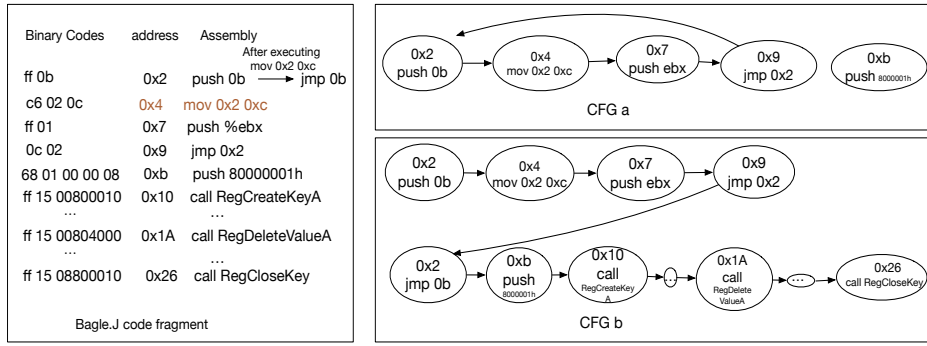 Binary Codes address Assembly
After executing
mov 0x2 0xc
ff 0b 0x2 push 0b jmp 0b
c6 02 0c 0x4 mov 0x2 0xc
ff 01 0x7 push %ebx
0c 02 0x9 jmp 0x2
68 01 00 00 08 0xb push 80000001h
ff 15 00800010 0x10 call RegCreateKeyA
... ...
ff 15 00804000 0x1A call RegDeleteValueA
... ...
ff 15 08800010 0x26 call RegCloseKey
Bagle.J code fragment
0x2
push 0b
0x4
mov 0x2 0xc
0x7
push ebx
0x9
jmp 0x2
0xb
push 8000001h
CFG a
0x2
push 0b
0x4
mov 0x2 0xc
0x7
push ebx
0x9
jmp 0x2
0x2
jmp 0b
0xb
push
8000001h
0x10
call
RegCreateKey
A
...
0x1A
call
RegDelete
ValueA
...
0x26
call RegCloseKey
CFG b